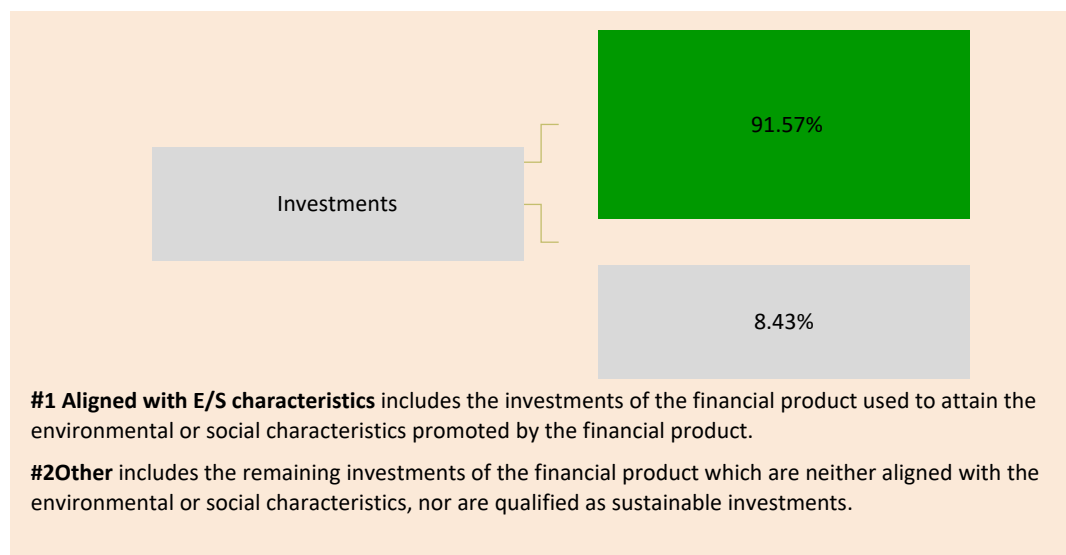 91.57%
Investments
8.43%
#1 Aligned with E/S characteristics includes the investments of the financial product used to attain the
environmental or social characteristics promoted by the financial product.
#2Other includes the remaining investments of the financial product which are neither aligned with the
environmental or social characteristics, nor are qualified as sustainable investments.